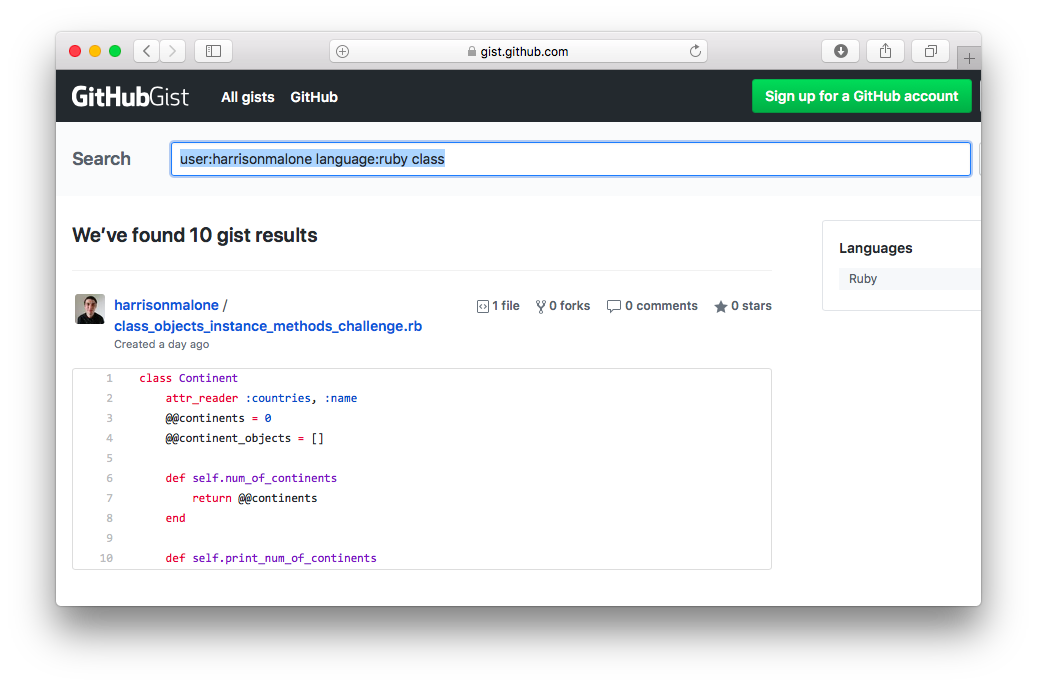 gist.github.com
GitHubGist All gists GitHub Sign up for a GitHub account
Search user:harrisonmalone language:ruby class
We've found 10 gist results
Languages
Ruby
harrisonmalone /
class_objects_instance_methods_challenge.rb
1 file 0 forks 0 comments 0 stars
Created a day ago
1 class Continent
2 attr_reader :countries, :name
3 @@continents = 0
4 @@continent_objects = []
5
6 def self.num_of_continents
7 return @@continents
8 end
9
10 def self.print_num_of_continents